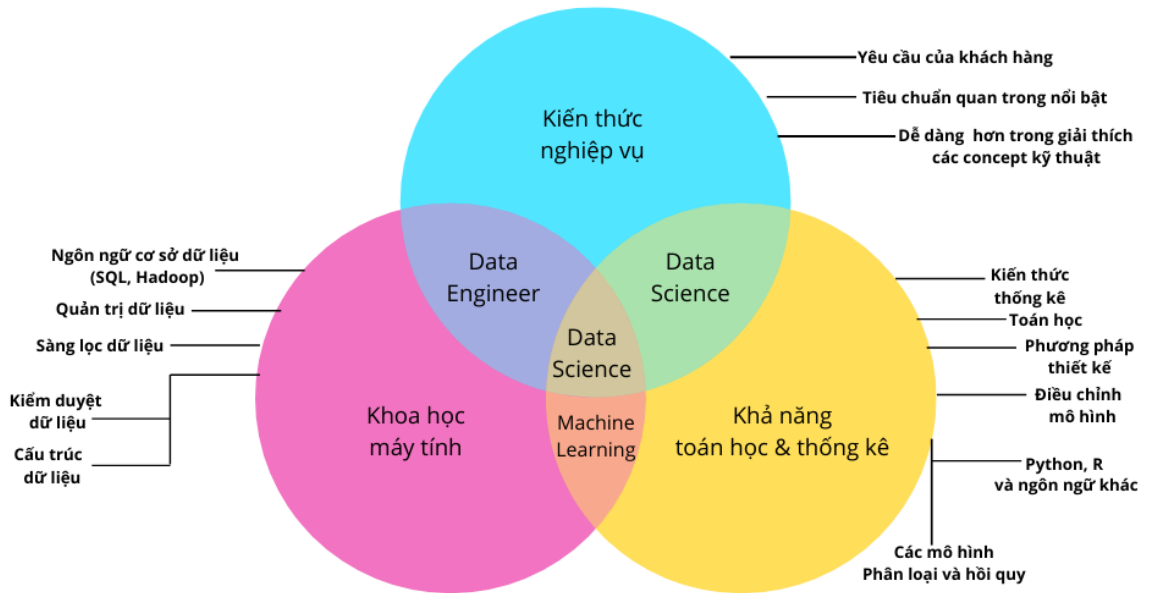 Kiến thức
nghiệp vụ
Yêu cầu của khách hàng
Tiêu chuẩn quan trong nổi bật
Dễ dàng hơn trong giải thích
các concept kỹ thuật
Data
Engineer
Data
Science
Data
Science
Machine
Learning
Khoa học
máy tính
Khả năng
toán học & thống kê
Ngôn ngữ cơ sở dữ liệu
(SQL, Hadoop)
Quản trị dữ liệu
Sàng lọc dữ liệu
Kiểm duyệt
dữ liệu
Cấu trúc
dữ liệu
Kiến thức
thống kê
Toán học
Phương pháp
thiết kế
Điều chỉnh
mô hình
Python, R
và ngôn ngữ khác
Các mô hình
Phân loại và hồi quy